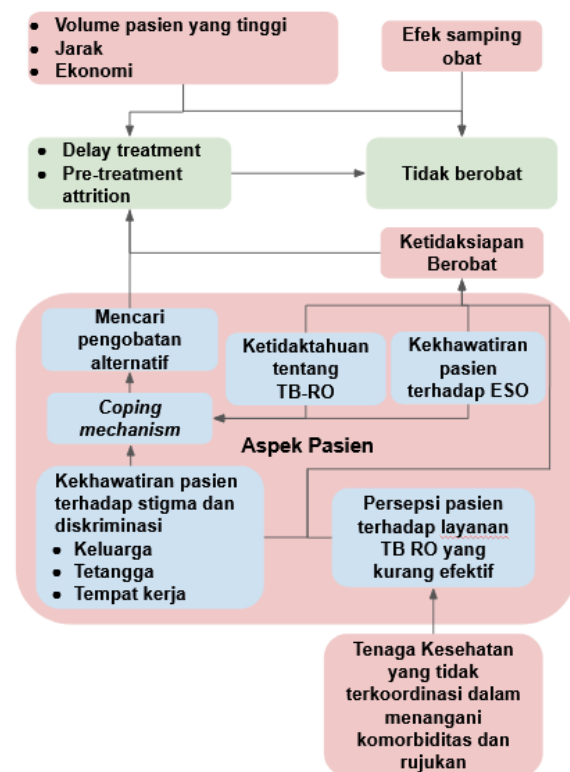 ● Volume pasien yang tinggi
● Jarak
● Ekonomi
Efek samping
obat
● Delay treatment
● Pre-treatment
attrition
Tidak berobat
Ketidaksiapan
Berobat
Mencari
pengobatan
alternatif
Ketidaktahuan
tentang
TB-RO
Kekhawatiran
pasien
terhadap ESO
Coping
mechanism
Aspek Pasien
Kekhawatiran pasien
terhadap stigma dan
diskriminasi
● Keluarga
● Tetangga
● Tempat kerja
Persepsi pasien
terhadap layanan
TB RO yang
kurang efektif
Tenaga Kesehatan
yang tidak
terkoordinasi dalam
menangani
komorbiditas dan
rujukan